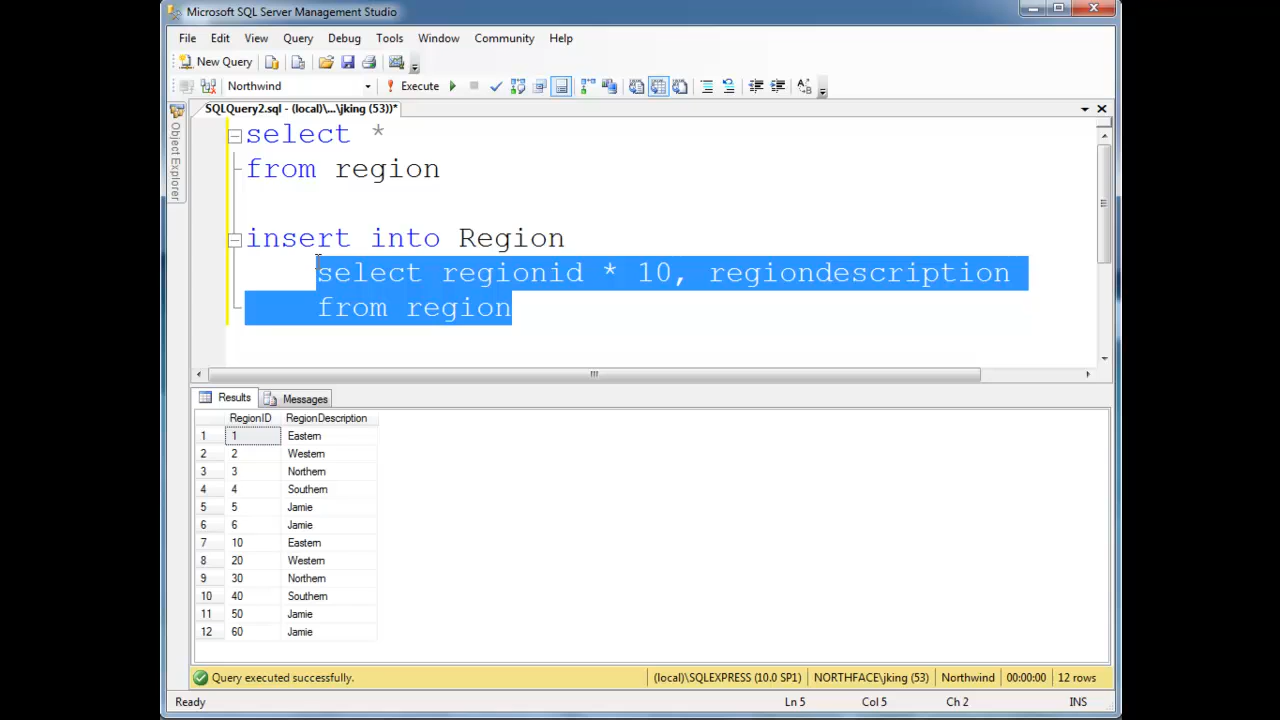 Microsoft SQL Server Management Studio
File Edit View Query Debug Tools Window Community Help
New Query
Northwind Execute
SQLQuery2.sql - (local)\...\jking (53))*
Object Explorer
select *
from region
insert into Region
select regionid * 10, regiondescription
from region
Results Messages
RegionID RegionDescription
1 1 Eastern
2 2 Western
3 3 Northern
4 4 Southern
5 5 Jamie
6 6 Jamie
7 10 Eastern
8 20 Western
9 30 Northern
10 40 Southern
11 50 Jamie
12 60 Jamie
Query executed successfully. (local)\SQLEXPRESS (10.0 SP1) NORTHFACE\jking (53) Northwind 00:00:00 12 rows
Ready Ln 5 Col 5 Ch 2 INS